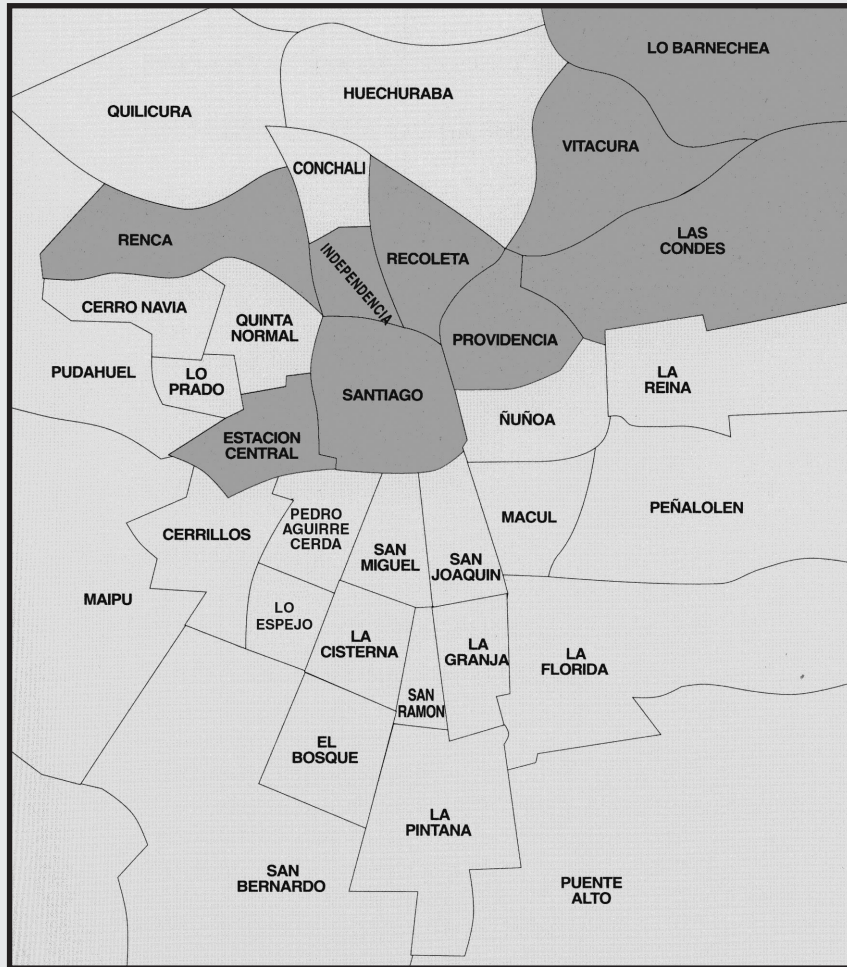 LO BARNECHEA
HUECHURABA
QUILICURA
VITACURA
CONCHALI
LAS
CONDES
RENCA
INDEPENDENCIA
RECOLETA
CERRO NAVIA
QUINTA
NORMAL
PROVIDENCIA
PUDAHUEL
LO
PRADO
LA
REINA
SANTIAGO
ÑUÑOA
ESTACION
CENTRAL
PEÑALOLEN
MACUL
PEDRO
AGUIRRE
CERDA
CERRILLOS
SAN
MIGUEL
SAN
JOAQUIN
MAIPU
LO
ESPEJO
LA
CISTERNA
LA
GRANJA
LA
FLORIDA
SAN
RAMON
EL
BOSQUE
LA
PINTANA
SAN
BERNARDO
PUENTE
ALTO